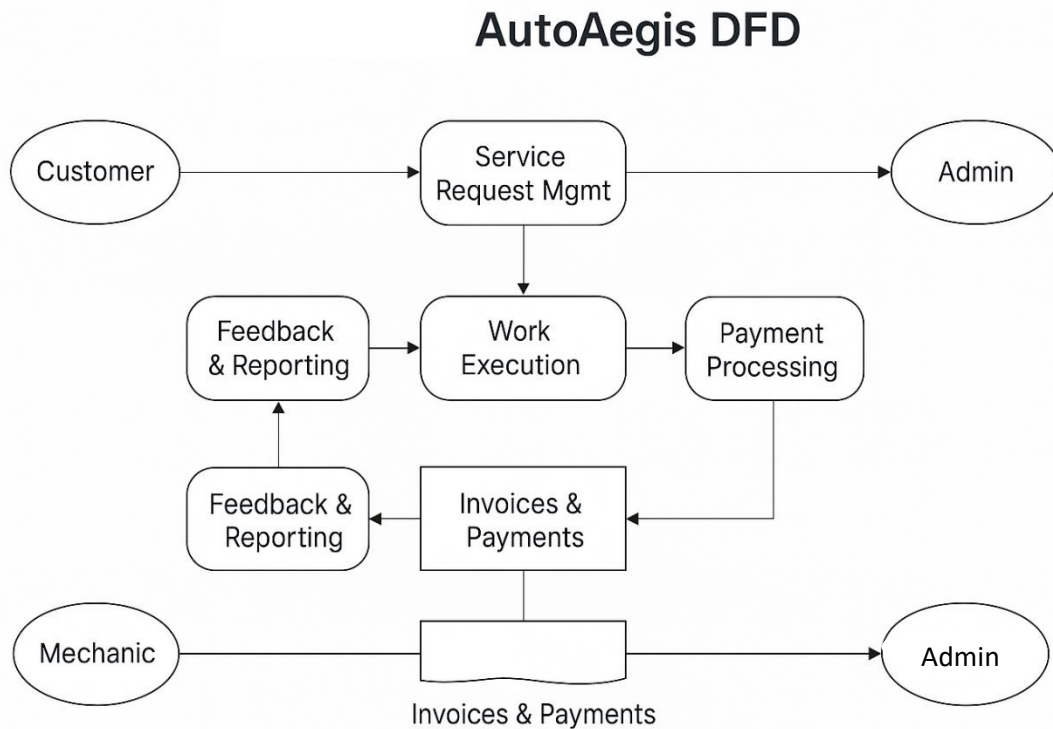 AutoAegis DFD
Customer
Service
Request Mgmt
Admin
Feedback
& Reporting
Work
Execution
Payment
Processing
Feedback &
Reporting
Invoices &
Payments
Mechanic
Admin
Invoices & Payments